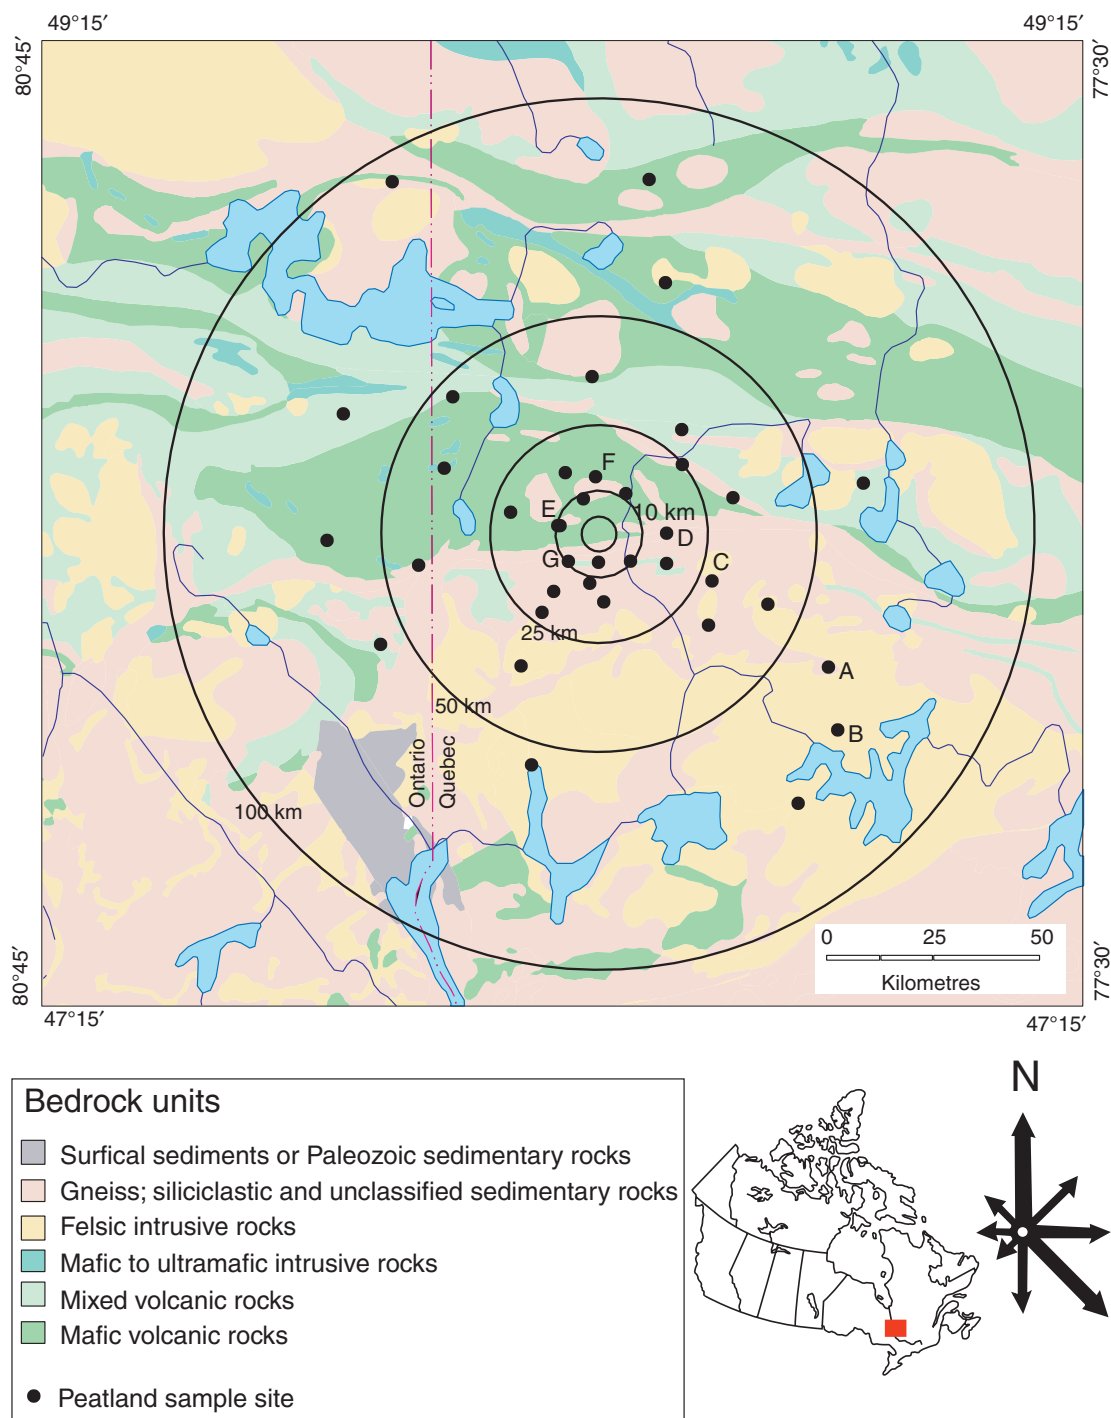 49°15′
49°15′
80°45′
77°30′
F
E
10 km
D
G
C
25 km
A
50 km
B
Ontario
Quebec
100 km
0 25 50
Kilometres
80°45′
77°30′
47°15′
47°15′
Bedrock units
Surfical sediments or Paleozoic sedimentary rocks
Gneiss; siliciclastic and unclassified sedimentary rocks
Felsic intrusive rocks
Mafic to ultramafic intrusive rocks
Mixed volcanic rocks
Mafic volcanic rocks
Peatland sample site
N